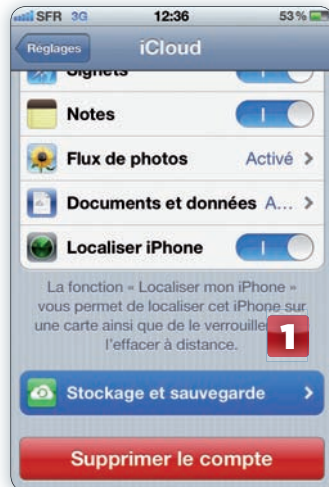 SFR 3G 12:36 53 %
Réglages iCloud
Signets
Notes
Flux de photos Activé
Documents et données A...
Localiser iPhone
La fonction « Localiser mon iPhone »
vous permet de localiser cet iPhone sur
une carte ainsi que de le verrouille
l'effacer à distance.
1
Stockage et sauvegarde
Supprimer le compte